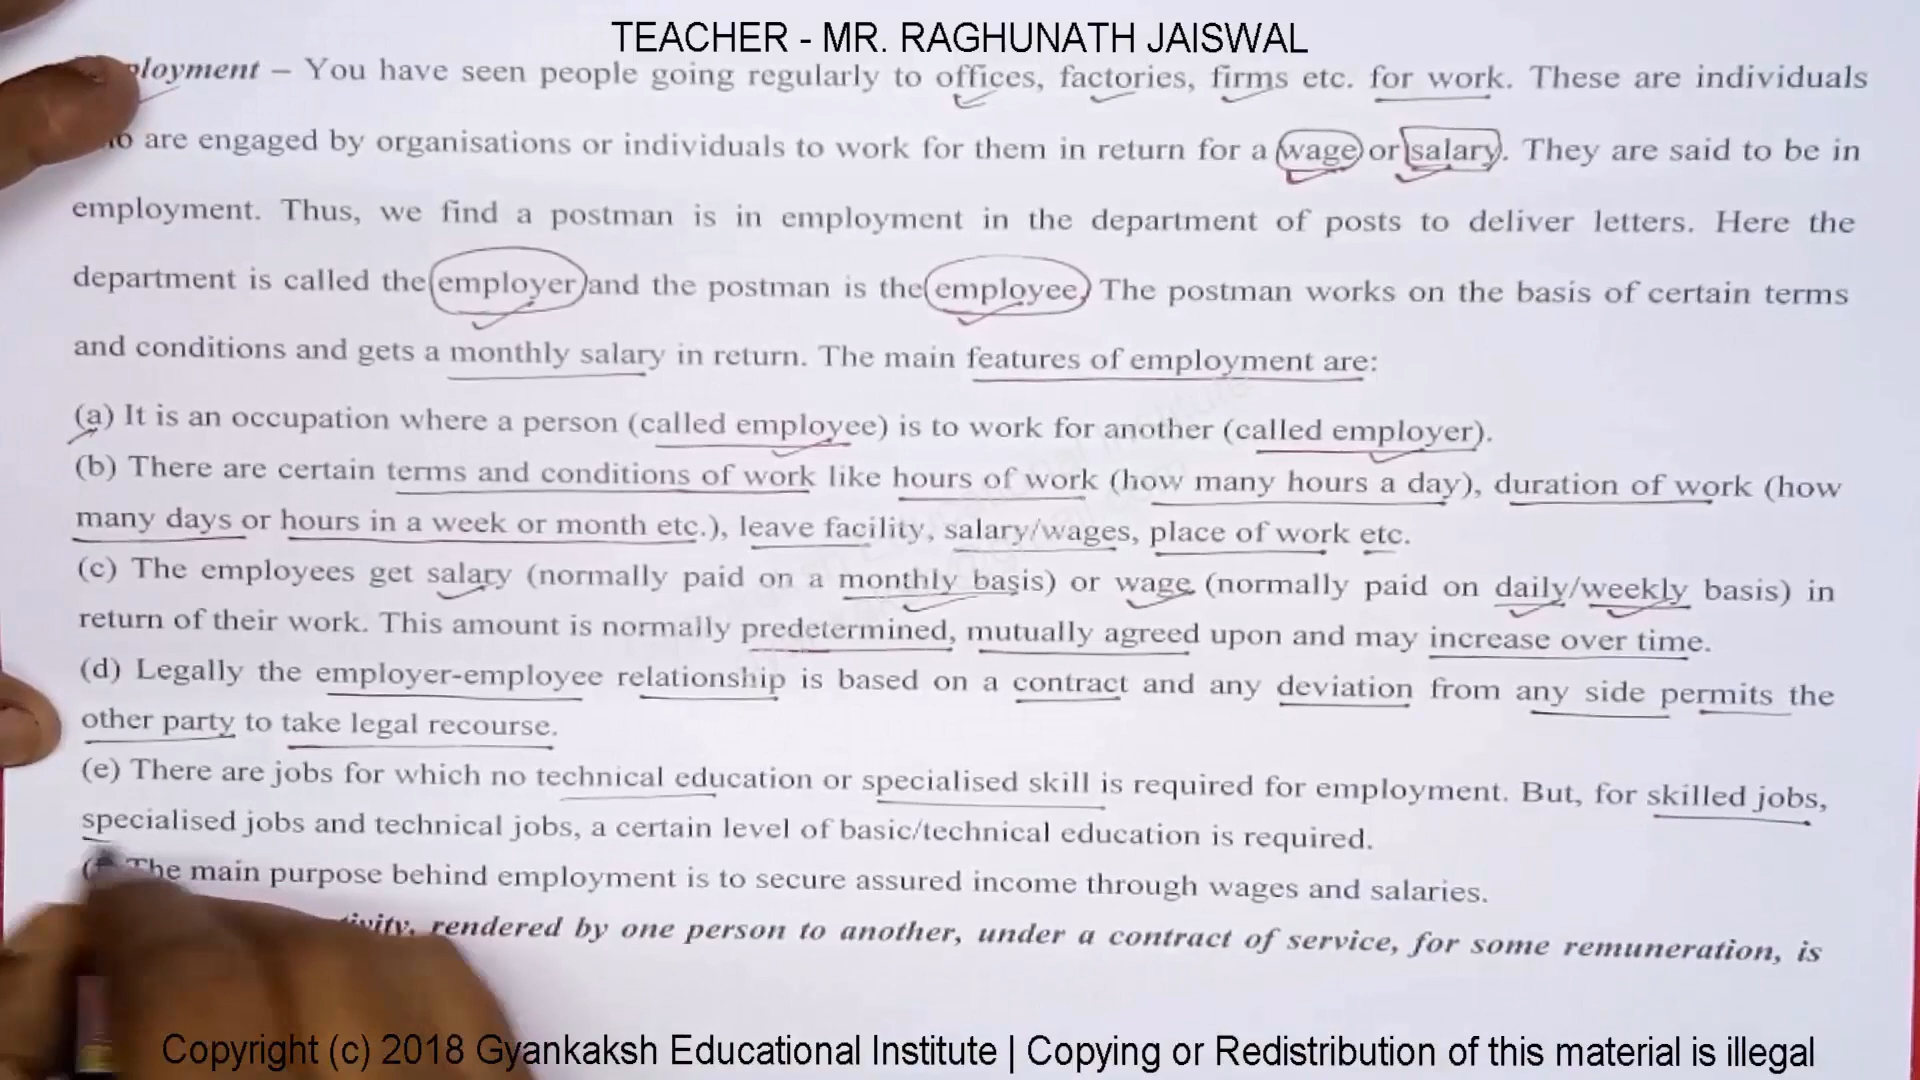 TEACHER - MR. RAGHUNATH JAISWAL
ployment – You have seen people going regularly to offices, factories, firms etc. for work. These are individuals
are engaged by organisations or individuals to work for them in return for a wage or salary. They are said to be in
employment. Thus, we find a postman is in employment in the department of posts to deliver letters. Here the
department is called the employer and the postman is the employee. The postman works on the basis of certain terms
and conditions and gets a monthly salary in return. The main features of employment are:
(a) It is an occupation where a person (called employee) is to work for another (called employer).
(b) There are certain terms and conditions of work like hours of work (how many hours a day), duration of work (how
many days or hours in a week or month etc.), leave facility, salary/wages, place of work etc.
(c) The employees get salary (normally paid on a monthly basis) or wage (normally paid on daily/weekly basis) in
return of their work. This amount is normally predetermined, mutually agreed upon and may increase over time.
(d) Legally the employer-employee relationship is based on a contract and any deviation from any side permits the
other party to take legal recourse.
(e) There are jobs for which no technical education or specialised skill is required for employment. But, for skilled jobs,
specialised jobs and technical jobs, a certain level of basic/technical education is required.
The main purpose behind employment is to secure assured income through wages and salaries.
rendered by one person to another, under a contract of service, for some remuneration, is
Copyright (c) 2018 Gyankaksh Educational Institute | Copying or Redistribution of this material is illegal